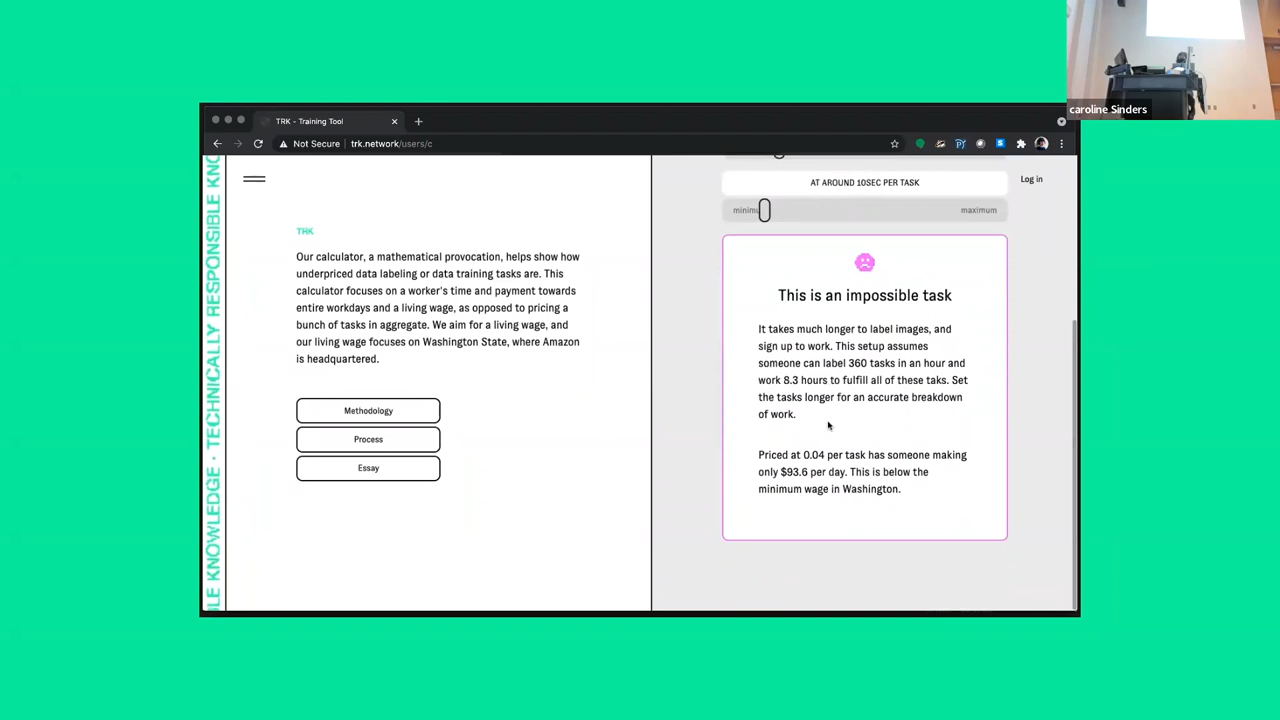 caroline Sinders
TRK - Training Tool
Not Secure
trk.network/users/c
LE KNOWLEDGE · TECHNICALLY RESPONSIBLE KNO
TRK
Our calculator, a mathematical provocation, helps show how
underpriced data labeling or data training tasks are. This
calculator focuses on a worker's time and payment towards
entire workdays and a living wage, as opposed to pricing a
bunch of tasks in aggregate. We aim for a living wage, and
our living wage focuses on Washington State, where Amazon
is headquartered.
Methodology
Process
Essay
Log in
AT AROUND 10SEC PER TASK
minimu
maximum
This is an impossible task
It takes much longer to label images, and
sign up to work. This setup assumes
someone can label 360 tasks in an hour and
work 8.3 hours to fulfill all of these taks. Set
the tasks longer for an accurate breakdown
of work.
Priced at 0.04 per task has someone making
only $93.6 per day. This is below the
minimum wage in Washington.